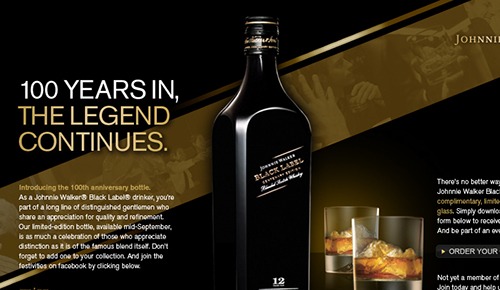 JOHNNIE
100 YEARS IN,
THE LEGEND
CONTINUES.
Introducing the 100th anniversary bottle.
As a Johnnie Walker® Black Label® drinker, you're
part of a long line of distinguished gentlemen who
share an appreciation for quality and refinement.
Our limited-edition bottle, available mid-September,
is as much a celebration of those who appreciate
distinction as it is of the famous blend itself. Don't
forget to add one to your collection. And join the
festivities on facebook by clicking below.
JOHNNIE WALKER
BLACK LABEL
CENTENARY EDITION
Blended Scotch Whisky
12
There's no better way
Johnnie Walker Blac
complimentary, limited
glass. Simply downlo
form below to receive
And be part of an eve
ORDER YOUR
Not yet a member of
Join today and help u